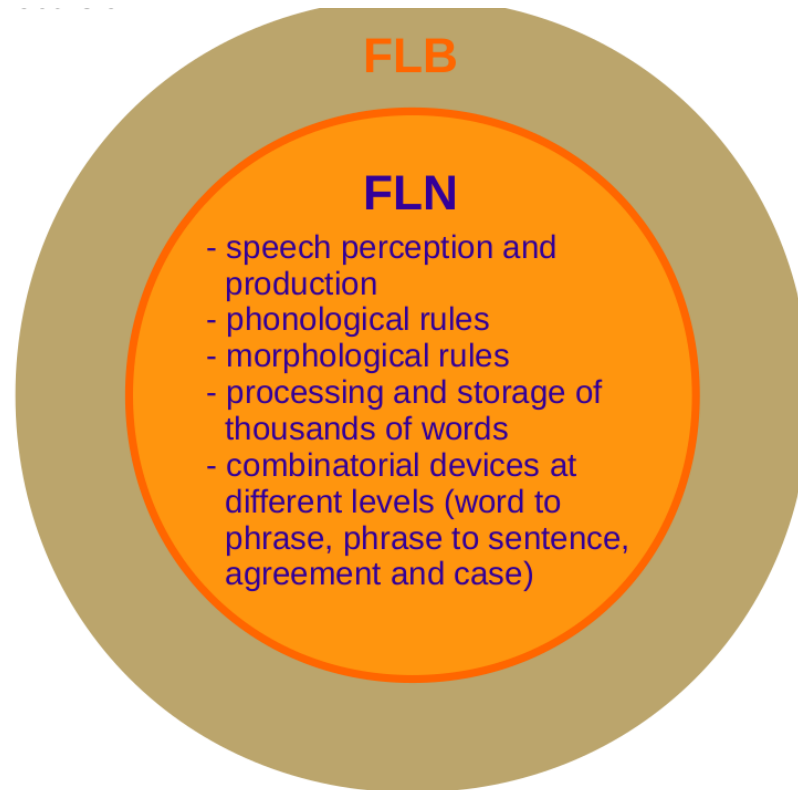 FLB
FLN
- speech perception and
production
- phonological rules
- morphological rules
- processing and storage of
thousands of words
- combinatorial devices at
different levels (word to
phrase, phrase to sentence,
agreement and case)